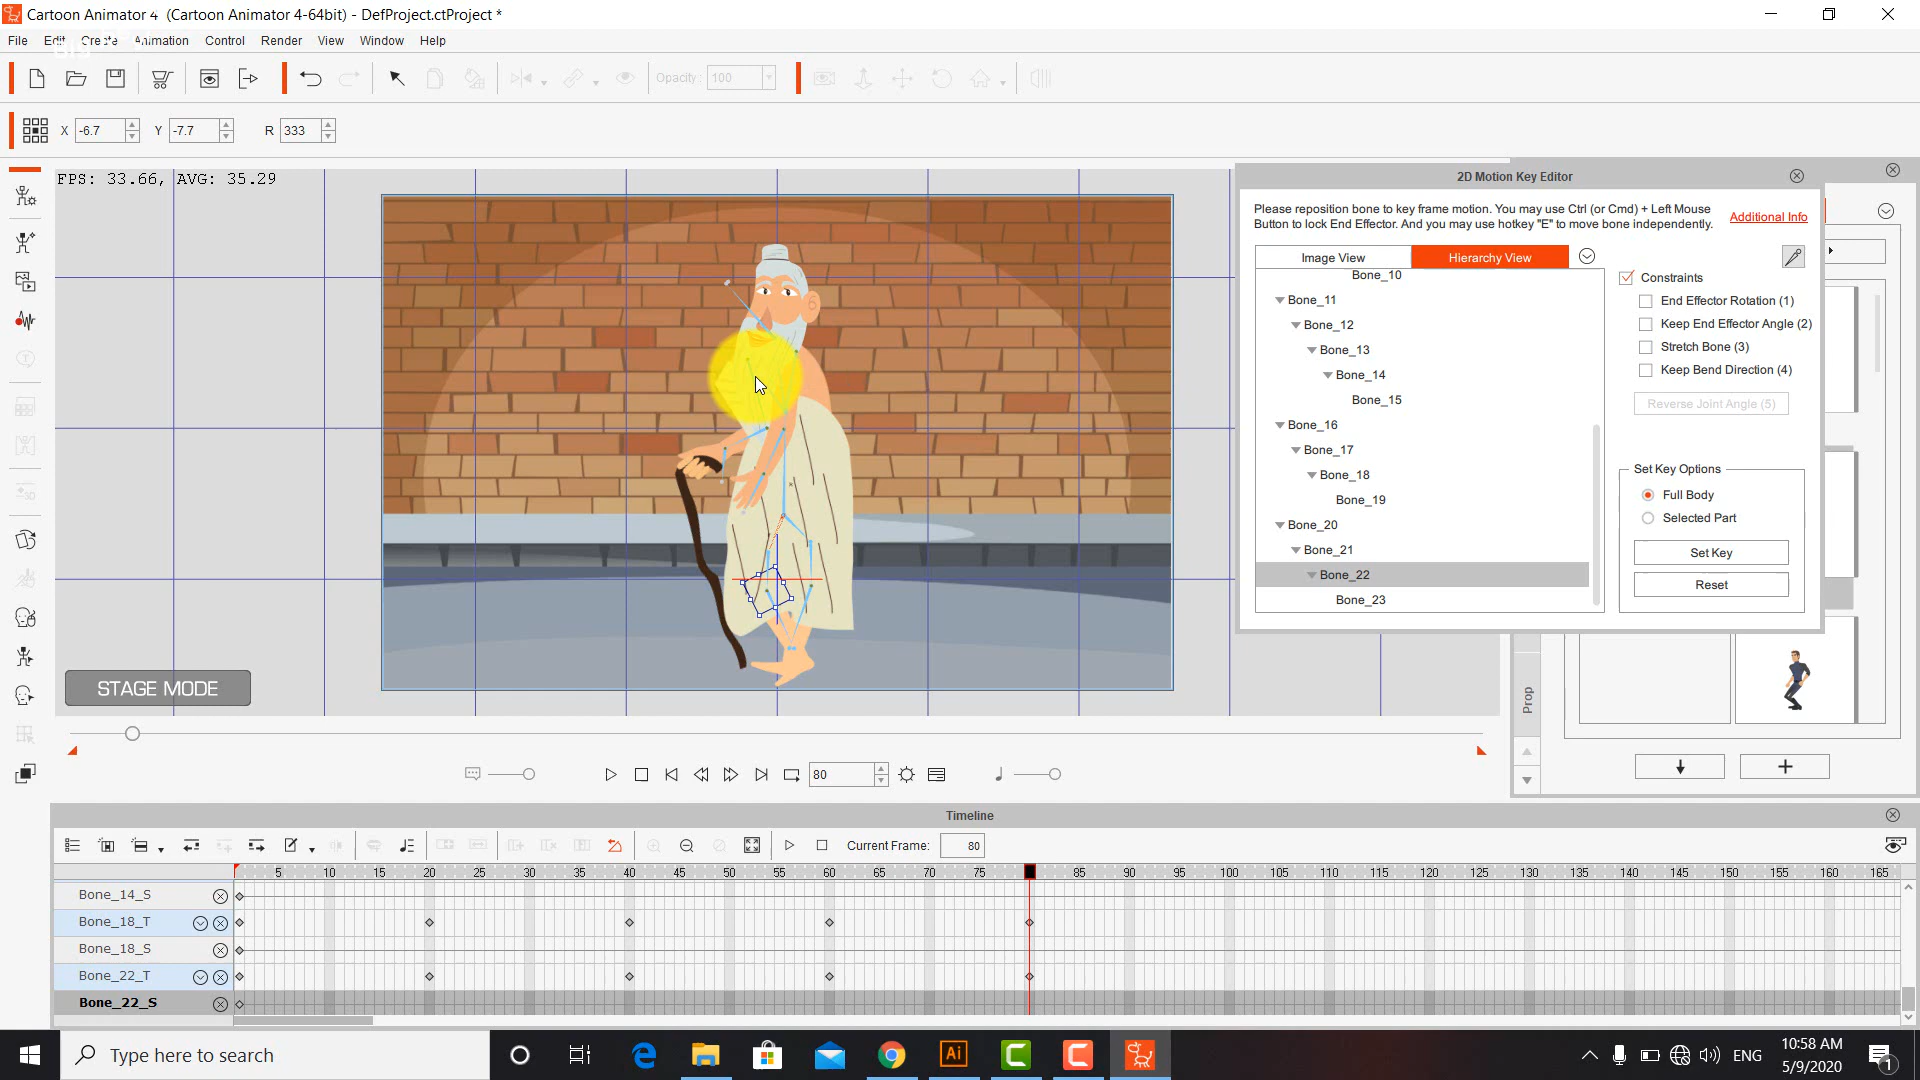 Cartoon Animator 4 (Cartoon Animator 4-64bit) - DefProject.ctProject *
File Edit Create Animation Control Render View Window Help
Opacity : 100
X -6.7 Y -7.7 R 333
FPS: 33.66, AVG: 35.29
2D Motion Key Editor
Please reposition bone to key frame motion. You may use Ctrl (or Cmd) + Left Mouse
Button to lock End Effector. And you may use hotkey "E" to move bone independently.
Additional Info
Image View Hierarchy View
Bone_10
Bone_11
Bone_12
Bone_13
Bone_14
Bone_15
Bone_16
Bone_17
Bone_18
Bone_19
Bone_20
Bone_21
Bone_22
Bone_23
Constraints
End Effector Rotation (1)
Keep End Effector Angle (2)
Stretch Bone (3)
Keep Bend Direction (4)
Reverse Joint Angle (5)
Set Key Options
Full Body
Selected Part
Set Key
Reset
STAGE MODE
Prop
80
Timeline
Current Frame: 80
5 10 15 20 25 30 35 40 45 50 55 60 65 70 75 85 90 95 100 105 110 115 120 125 130 135 140 145 150 155 160 165
Bone_14_S
Bone_18_T
Bone_18_S
Bone_22_T
Bone_22_S
Type here to search
Ai
ENG
10:58 AM
5/9/2020
1